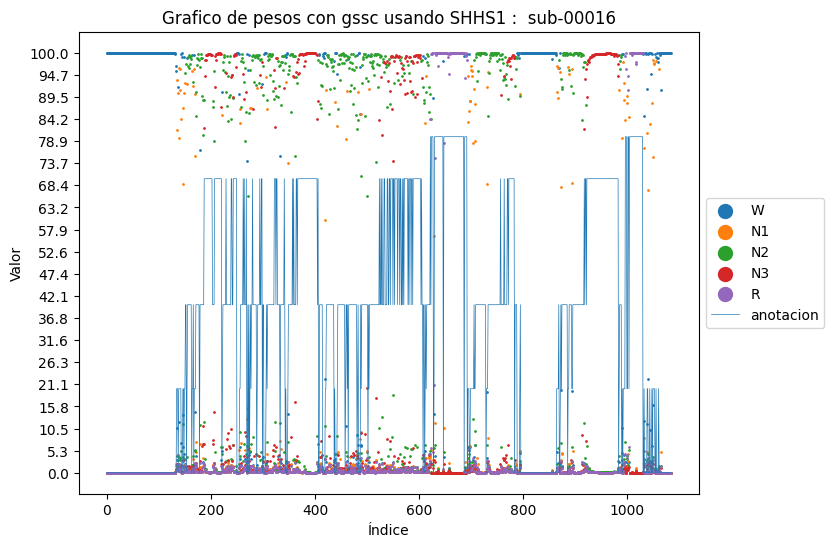 Grafico de pesos con gssc usando SHHS1 : sub-00016
Valor
100.0
94.7
89.5
84.2
78.9
73.7
68.4
63.2
57.9
52.6
47.4
42.1
36.8
31.6
26.3
21.1
15.8
10.5
5.3
0.0
0 200 400 600 800 1000
Índice
W
N1
N2
N3
R
anotacion